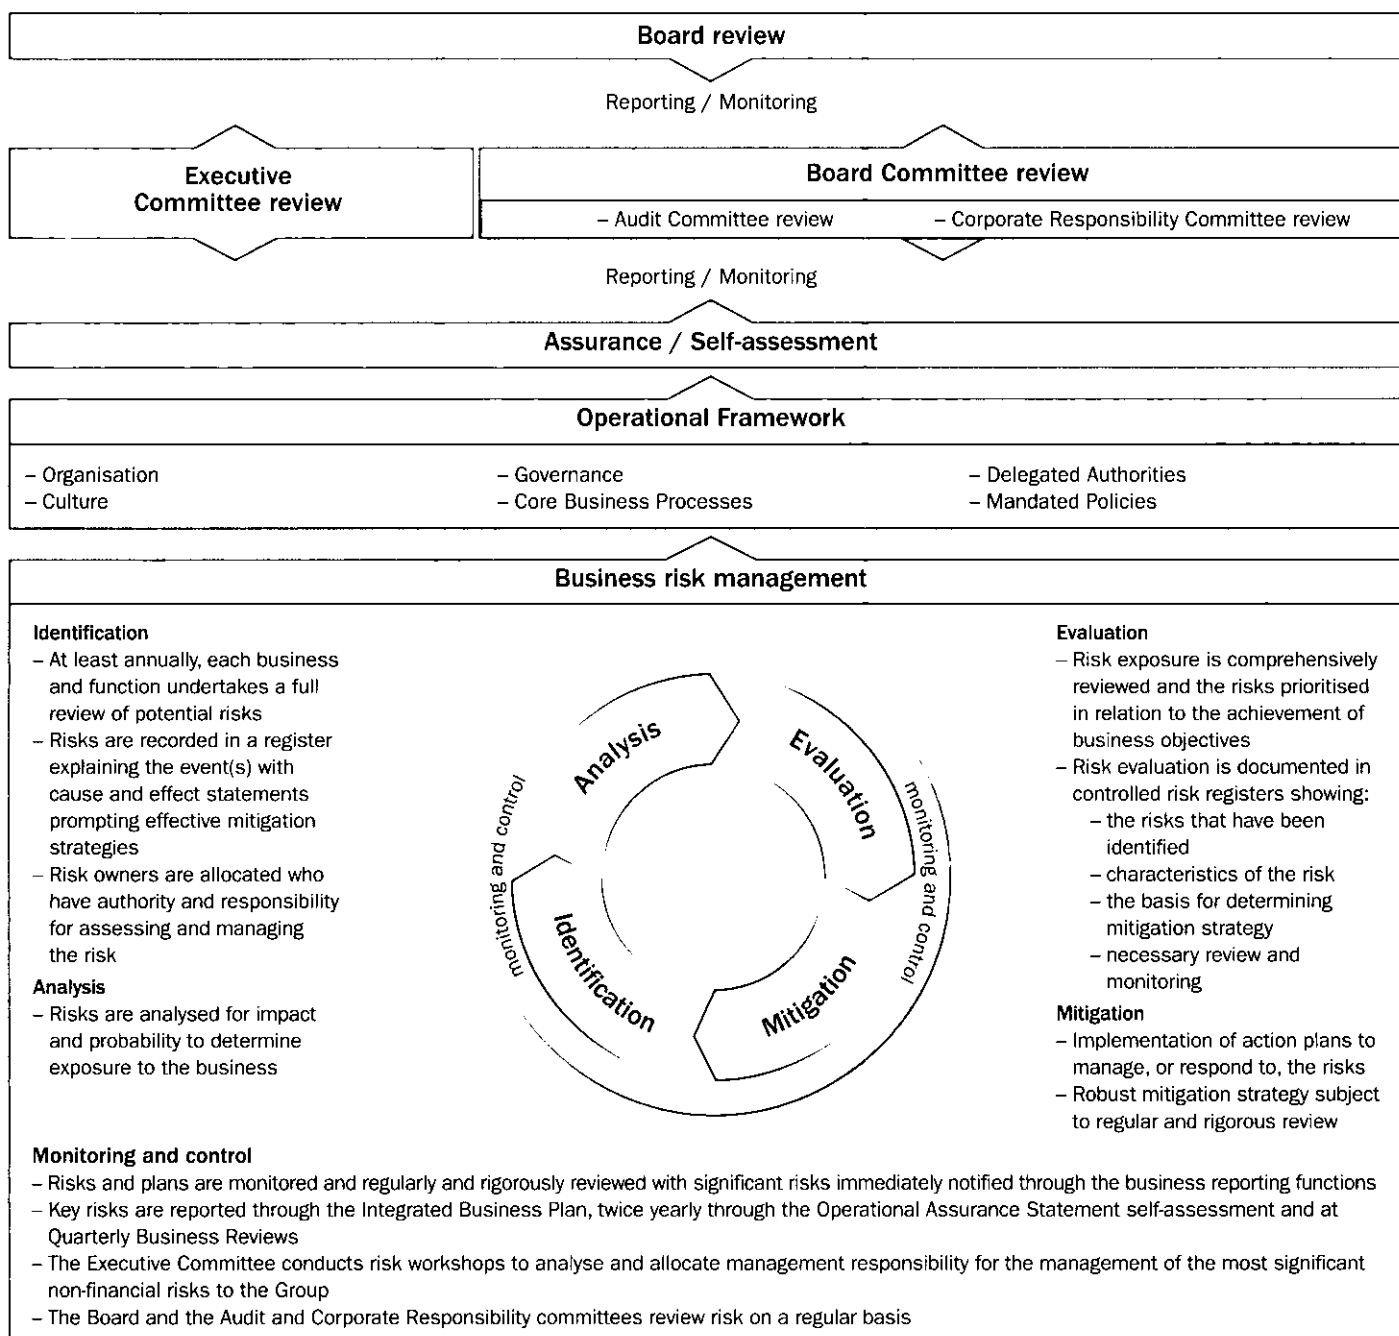 Board review
Reporting / Monitoring
Executive
Committee review
Board Committee review
– Audit Committee review
– Corporate Responsibility Committee review
Reporting / Monitoring
Assurance / Self-assessment
Operational Framework
– Organisation
– Culture
– Governance
– Core Business Processes
– Delegated Authorities
– Mandated Policies
Business risk management
Identification
– At least annually, each business
and function undertakes a full
review of potential risks
– Risks are recorded in a register
explaining the event(s) with
cause and effect statements
prompting effective mitigation
strategies
– Risk owners are allocated who
have authority and responsibility
for assessing and managing
the risk
Analysis
– Risks are analysed for impact
and probability to determine
exposure to the business
Analysis
Evaluation
Mitigation
Identification
monitoring and control
monitoring and control
Evaluation
– Risk exposure is comprehensively
reviewed and the risks prioritised
in relation to the achievement of
business objectives
– Risk evaluation is documented in
controlled risk registers showing:
– the risks that have been
identified
– characteristics of the risk
– the basis for determining
mitigation strategy
– necessary review and
monitoring
Mitigation
– Implementation of action plans to
manage, or respond to, the risks
– Robust mitigation strategy subject
to regular and rigorous review
Monitoring and control
– Risks and plans are monitored and regularly and rigorously reviewed with significant risks immediately notified through the business reporting functions
– Key risks are reported through the Integrated Business Plan, twice yearly through the Operational Assurance Statement self-assessment and at
Quarterly Business Reviews
– The Executive Committee conducts risk workshops to analyse and allocate management responsibility for the management of the most significant
non-financial risks to the Group
– The Board and the Audit and Corporate Responsibility committees review risk on a regular basis